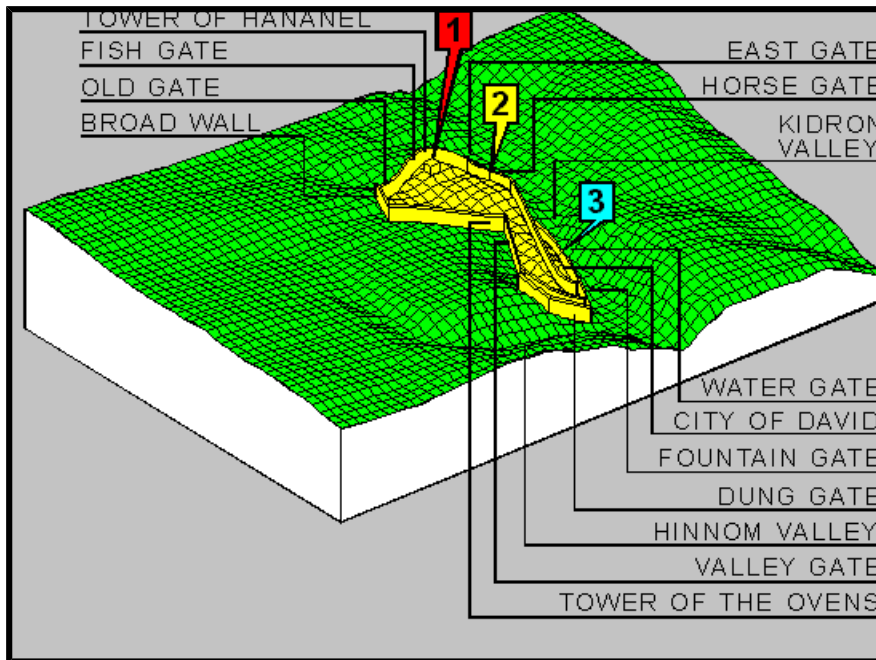 TOWER OF HANANEL
FISH GATE
OLD GATE
BROAD WALL
1
2
3
EAST GATE
HORSE GATE
KIDRON
VALLEY
WATER GATE
CITY OF DAVID
FOUNTAIN GATE
DUNG GATE
HINNOM VALLEY
VALLEY GATE
TOWER OF THE OVENS